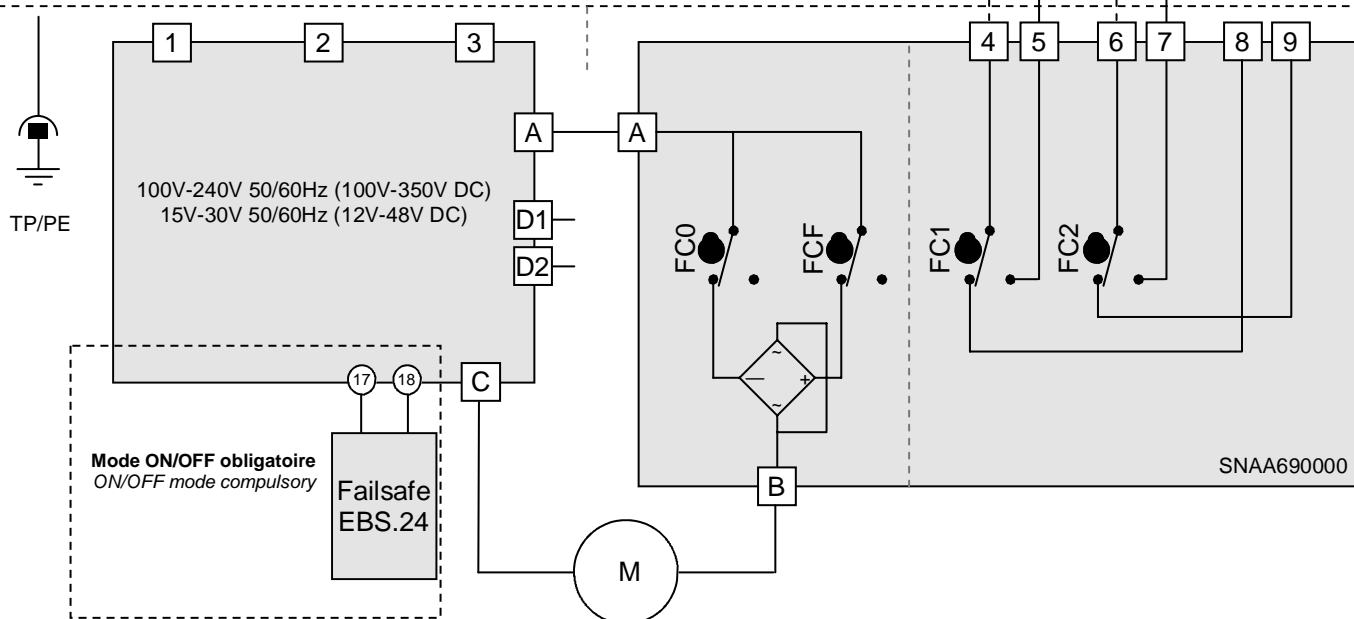 1
2
3
4
5
6
7
8
9
A
A
100V-240V 50/60Hz (100V-350V DC)
15V-30V 50/60Hz (12V-48V DC)
TP/PE
D1
D2
FC0
FCF
FC1
FC2
~
—
+
~
17
18
C
Mode ON/OFF obligatoire
ON/OFF mode compulsory
Failsafe
EBS.24
SNAA690000
B
M